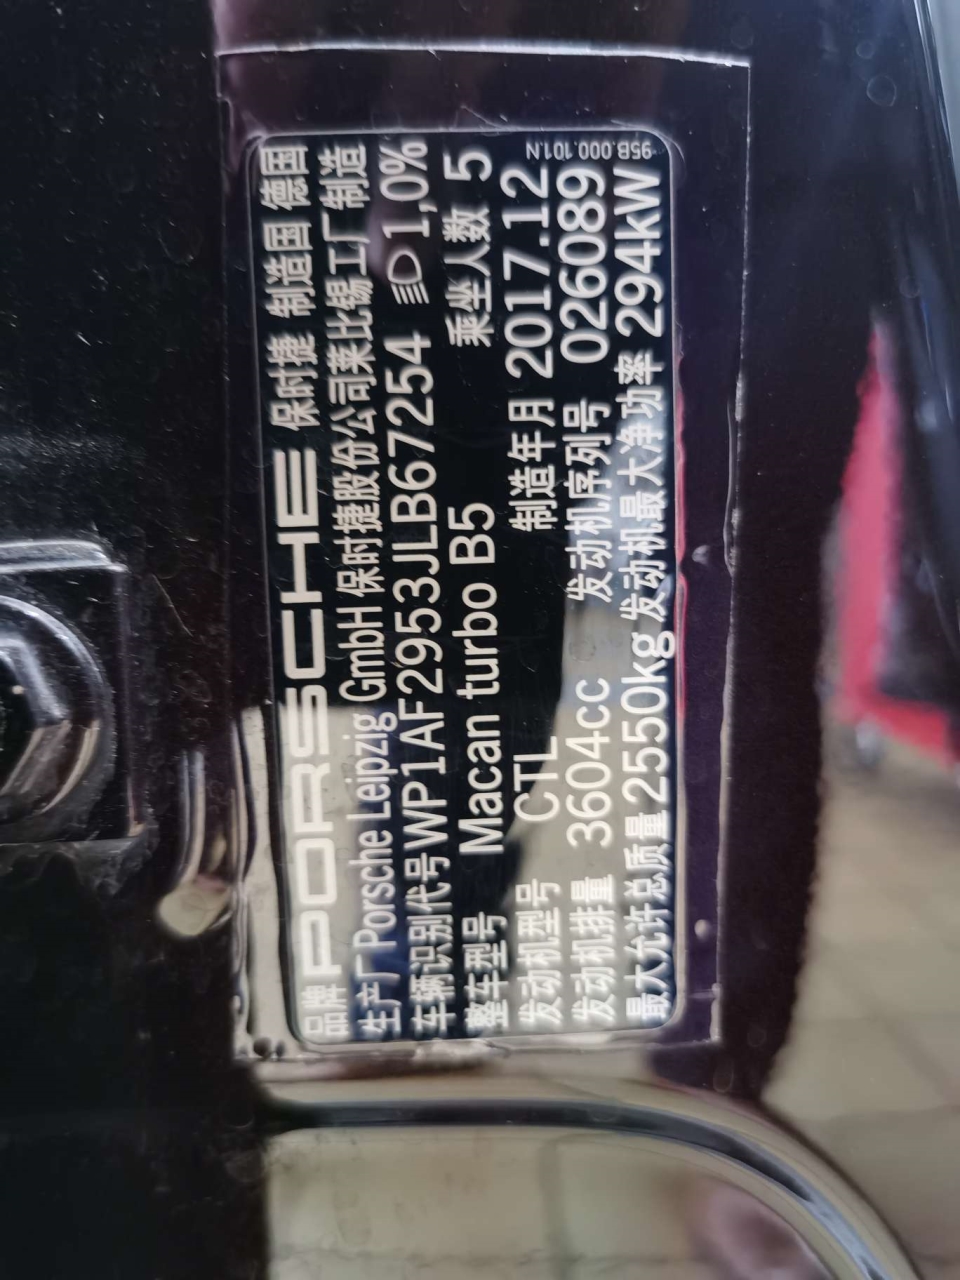 品牌 PORSCHE 保时捷 制造国 德国
生产厂 Porsche Leipzig GmbH 保时捷股份公司莱比锡工厂制造
车辆识别代号 WP1AF2953JLB67254 1,0%
整车型号 Macan turbo B5 乘坐人数 5
发动机型号 CTL 制造年月 2017.12
发动机排量 3604cc 发动机序列号 026089
最大允许总质量 2550kg 发动机最大净功率 294kW
95B.000.101.N